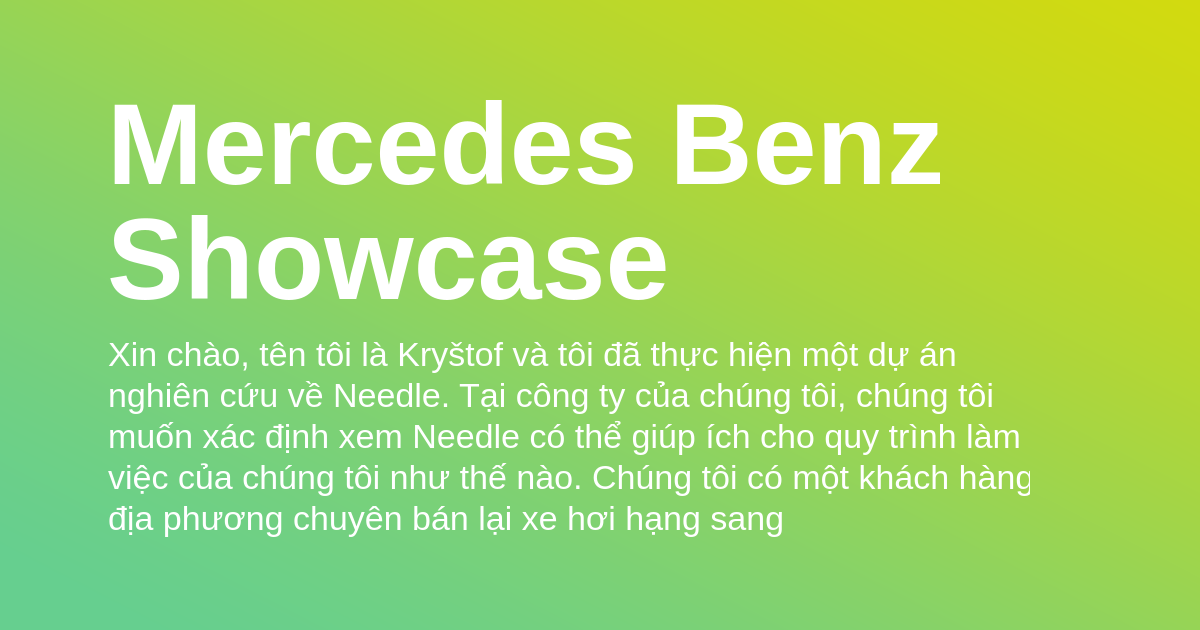 Mercedes Benz
Showcase
Xin chào, tên tôi là Kryštof và tôi đã thực hiện một dự án
nghiên cứu về Needle. Tại công ty của chúng tôi, chúng tôi
muốn xác định xem Needle có thể giúp ích cho quy trình làm
việc của chúng tôi như thế nào. Chúng tôi có một khách hàng
địa phương chuyên bán lại xe hơi hạng sang